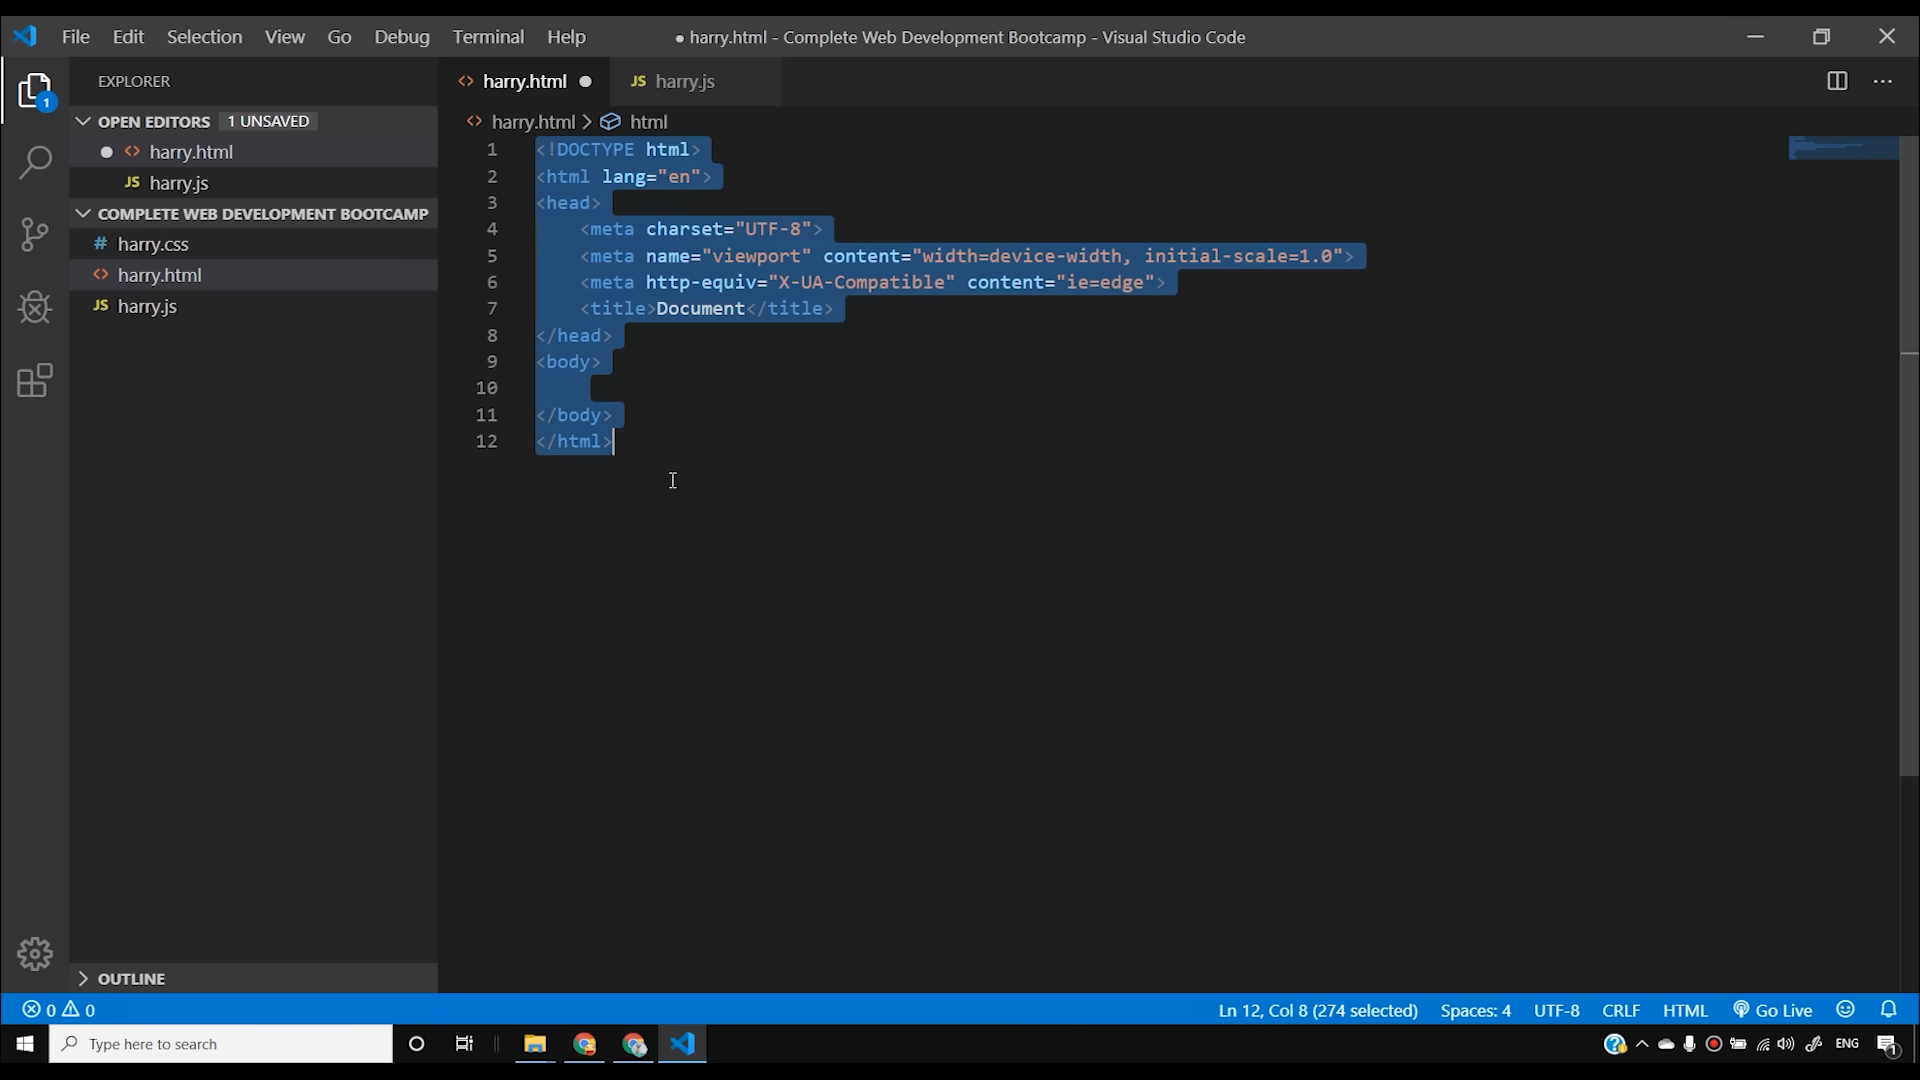 File Edit Selection View Go Debug Terminal Help ● harry.html - Complete Web Development Bootcamp - Visual Studio Code
EXPLORER
OPEN EDITORS 1 UNSAVED
harry.html
JS harry.js
COMPLETE WEB DEVELOPMENT BOOTCAMP
# harry.css
<> harry.html
JS harry.js
OUTLINE
1
<> harry.html ● JS harry.js
<> harry.html > html
1 <!DOCTYPE html>
2 <html lang="en">
3 <head>
4     <meta charset="UTF-8">
5     <meta name="viewport" content="width=device-width, initial-scale=1.0">
6     <meta http-equiv="X-UA-Compatible" content="ie=edge">
7     <title>Document</title>
8 </head>
9 <body>
10
11 </body>
12 </html>
0 0 Ln 12, Col 8 (274 selected) Spaces: 4 UTF-8 CRLF HTML Go Live
Type here to search ENG 1